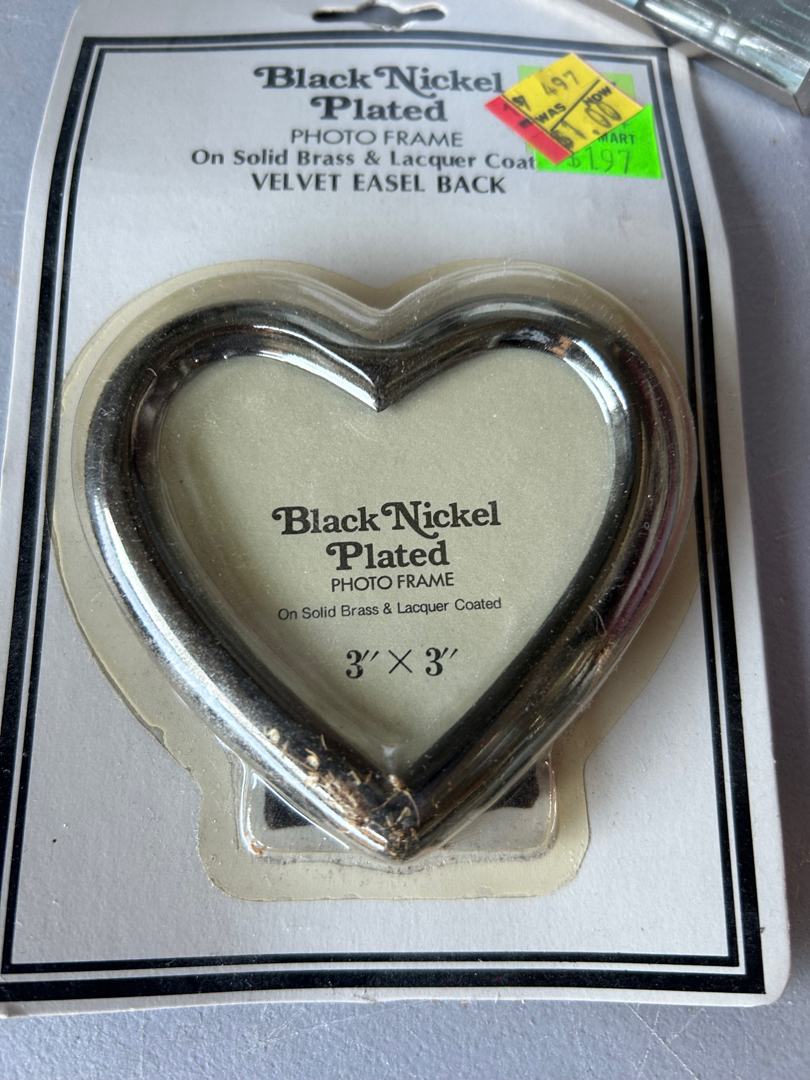 Black Nickel
Plated
PHOTO FRAME
On Solid Brass & Lacquer Coat
VELVET EASEL BACK
497
WAS NOW
$1.00
MART
$1.97
Black Nickel
Plated
PHOTO FRAME
On Solid Brass & Lacquer Coated
3" × 3"